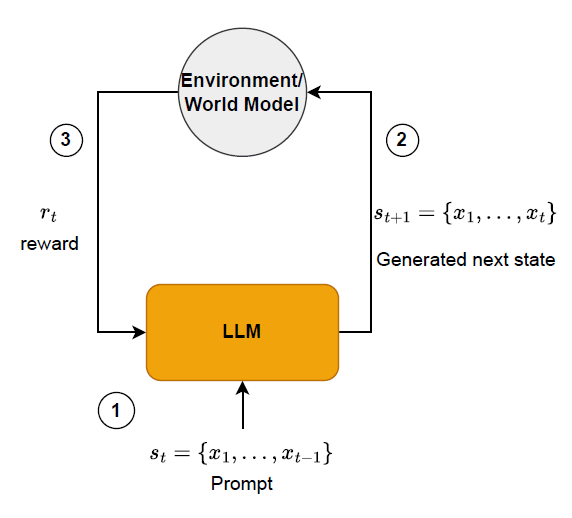 Environment/
World Model
3
2
r_t
reward
s_{t+1} = {x_1, . . . , x_t}
Generated next state
LLM
1
s_t = {x_1, . . . , x_{t−1}}
Prompt